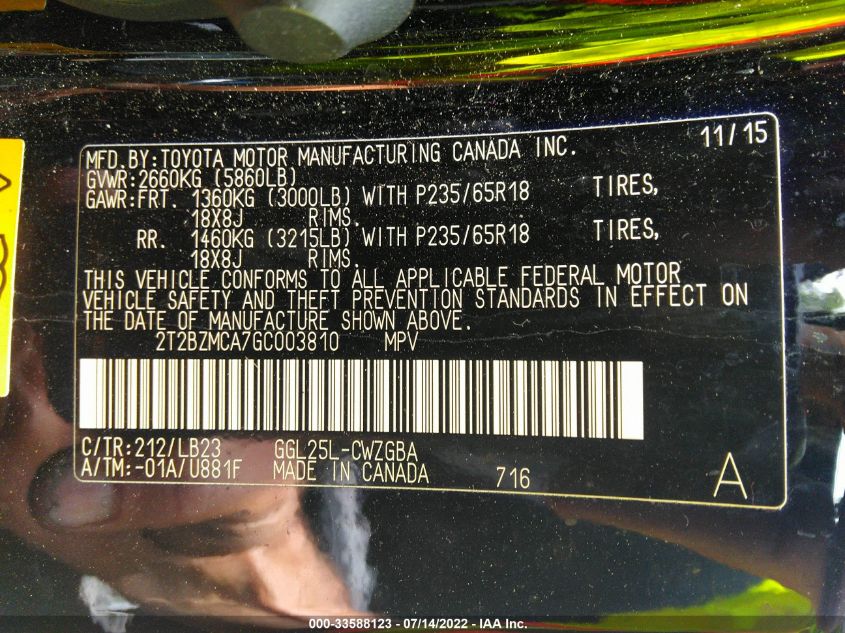 MFD.BY:TOYOTA MOTOR MANUFACTURING CANADA INC. 11/15
GVWR:2660KG (5860LB)
GAWR:FRT. 1360KG (3000LB) WITH P235/65R18 TIRES,
18X8J RIMS.
RR. 1460KG (3215LB) WITH P235/65R18 TIRES,
18X8J RIMS.
THIS VEHICLE CONFORMS TO ALL APPLICABLE FEDERAL MOTOR
VEHICLE SAFETY AND THEFT PREVENTION STANDARDS IN EFFECT ON
THE DATE OF MANUFACTURE SHOWN ABOVE.
2T2BZMCA7GC003810 MPV
C/TR:212/LB23 GGL25L-CWZGBA
A/TM:-01A/U881F MADE IN CANADA 716 A
000-33588123 - 07/14/2022 - IAA Inc.